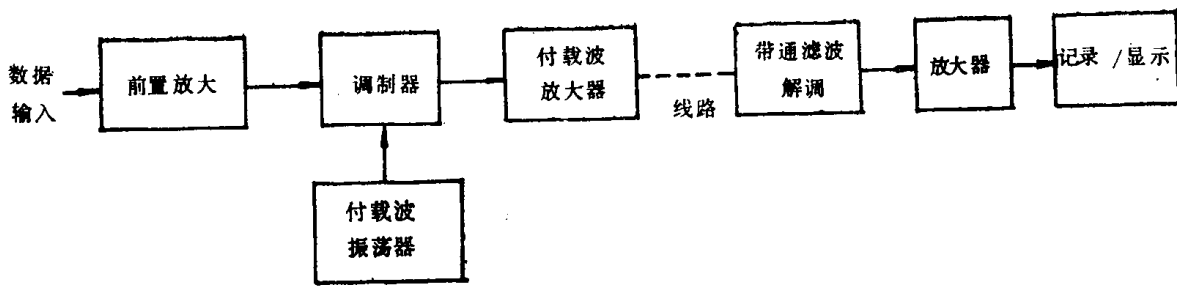 数据
输入
前置放大
调制器
付载波
放大器
线路
带通滤波
解调
放大器
记录 /显示
付载波
振荡器